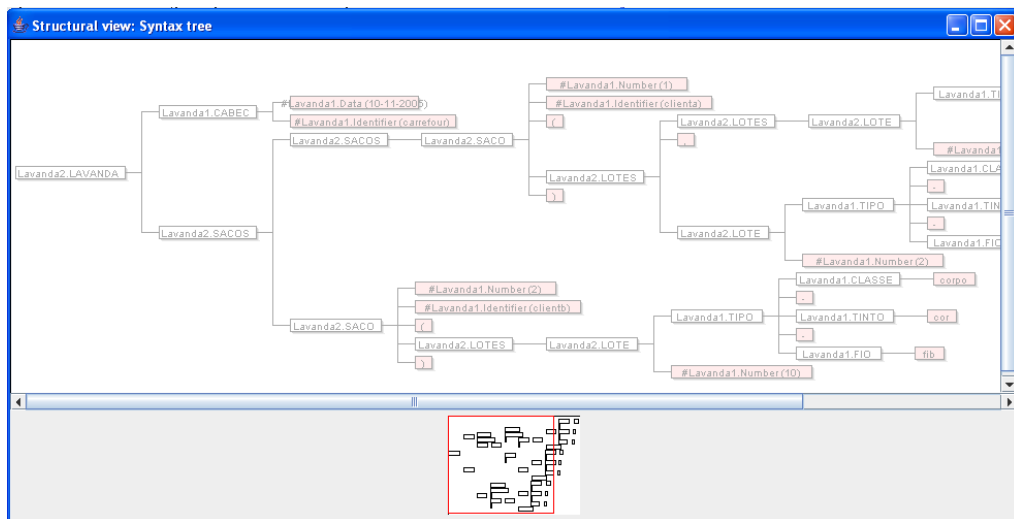 Structural view: Syntax tree
#Lavanda1.Number (1)
Lavanda1.TI
#Lavanda1.Data (10-11-2005)
#Lavanda1.Identifier (clienta)
Lavanda1.CABEC
#Lavanda1.Identifier (carrefour)
(
Lavanda2.LOTES
Lavanda2.LOTE
Lavanda2.SACOS
Lavanda2.SACO
,
#Lavanda1
Lavanda1.CLA
Lavanda2.LAVANDA
Lavanda2.LOTES
-
)
Lavanda1.TIPO
Lavanda1.TIN
-
Lavanda2.SACOS
Lavanda2.LOTE
Lavanda1.FIO
#Lavanda1.Number (2)
Lavanda1.CLASSE
corpo
#Lavanda1.Number (2)
-
#Lavanda1.Identifier (clientb)
Lavanda1.TIPO
Lavanda1.TINTO
cor
Lavanda2.SACO
(
-
Lavanda2.LOTES
Lavanda2.LOTE
Lavanda1.FIO
fib
)
#Lavanda1.Number (10)